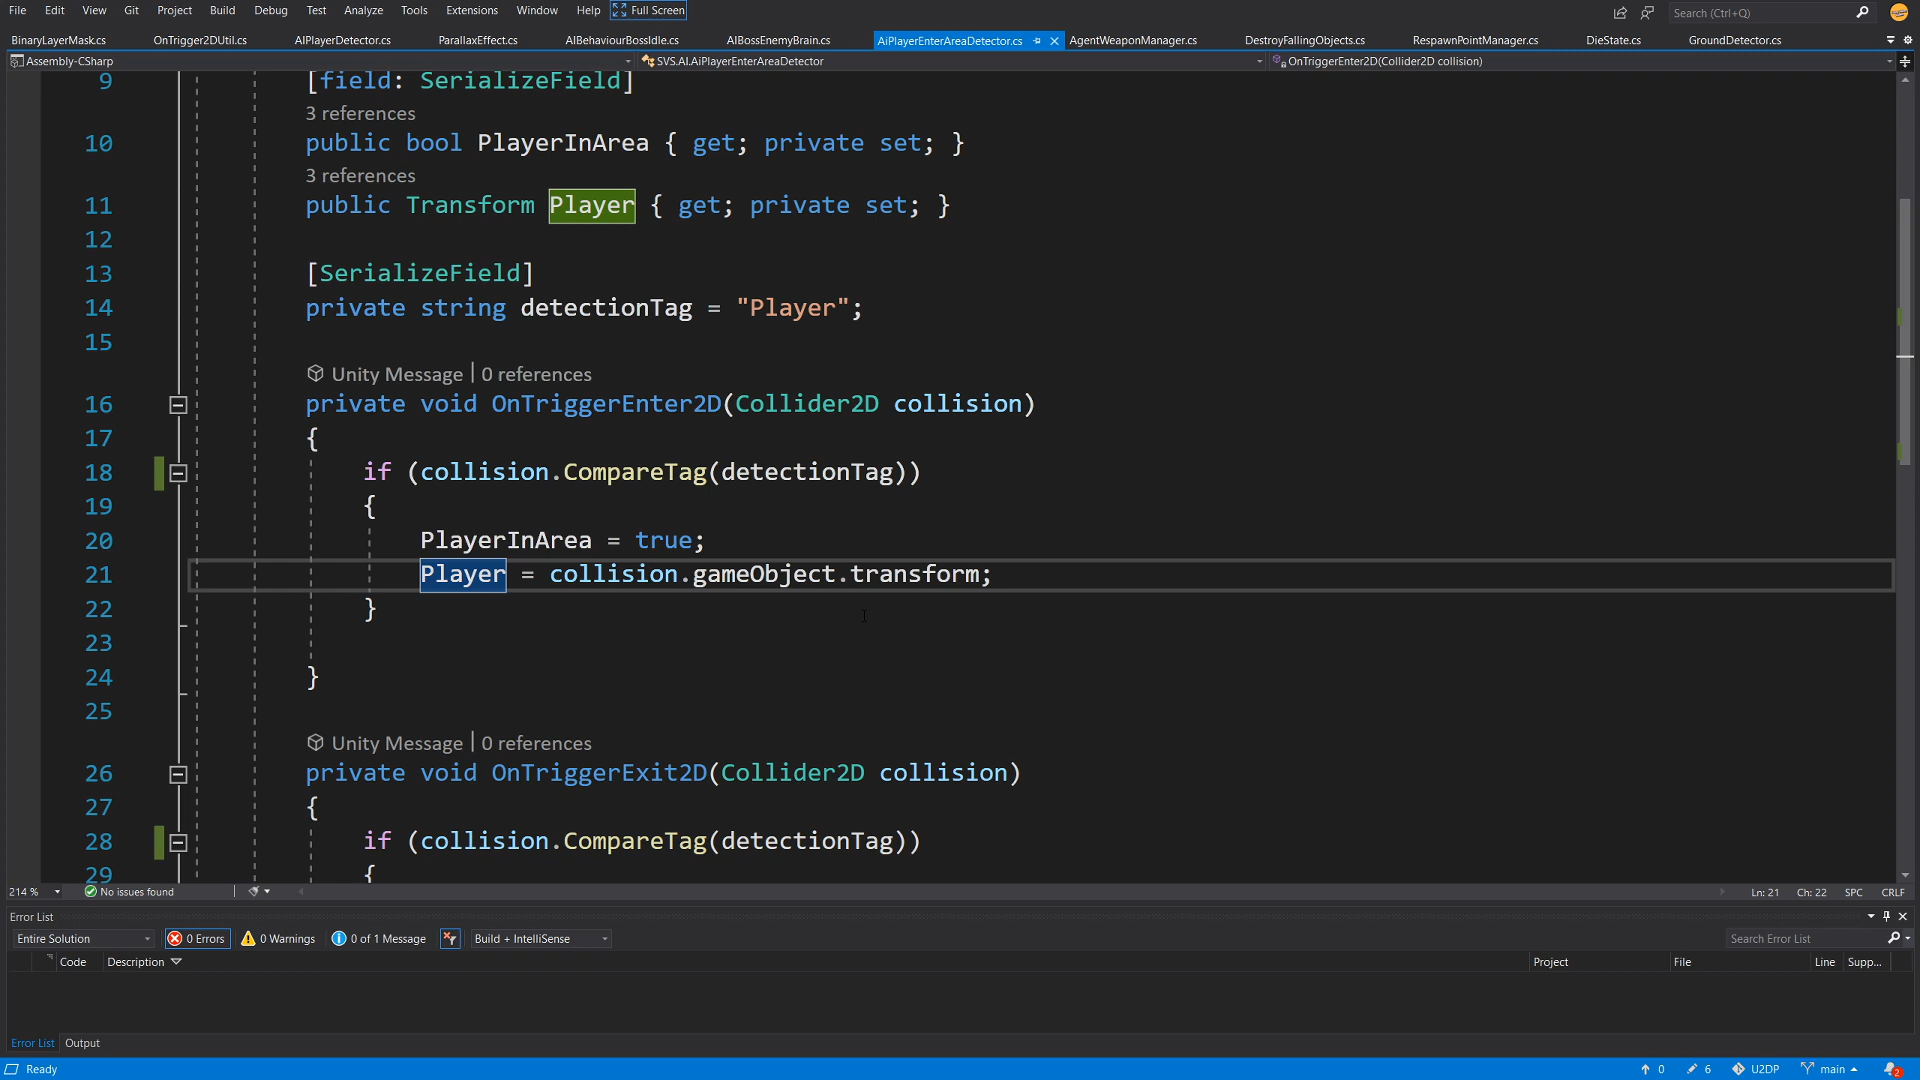 File Edit View Git Project Build Debug Test Analyze Tools Extensions Window Help Full Screen Search (Ctrl+Q)
BinaryLayerMask.cs OnTrigger2DUtil.cs AIPlayerDetector.cs ParallaxEffect.cs AIBehaviourBossIdle.cs AIBossEnemyBrain.cs AiPlayerEnterAreaDetector.cs AgentWeaponManager.cs DestroyFallingObjects.cs RespawnPointManager.cs DieState.cs GroundDetector.cs
Assembly-CSharp SVS.AI.AiPlayerEnterAreaDetector OnTriggerEnter2D(Collider2D collision)
9 [field: SerializeField]
3 references
10 public bool PlayerInArea { get; private set; }
3 references
11 public Transform Player { get; private set; }
12
13 [SerializeField]
14 private string detectionTag = "Player";
15
Unity Message | 0 references
16 private void OnTriggerEnter2D(Collider2D collision)
17 {
18 if (collision.CompareTag(detectionTag))
19 {
20 PlayerInArea = true;
21 Player = collision.gameObject.transform;
22 }
23
24 }
25
Unity Message | 0 references
26 private void OnTriggerExit2D(Collider2D collision)
27 {
28 if (collision.CompareTag(detectionTag))
29 {
214 % No issues found Ln: 21 Ch: 22 SPC CRLF
Error List
Entire Solution 0 Errors 0 Warnings 0 of 1 Message Build + IntelliSense Search Error List
Code Description Project File Line Supp...
Error List Output
Ready 0 6 U2DP main 2